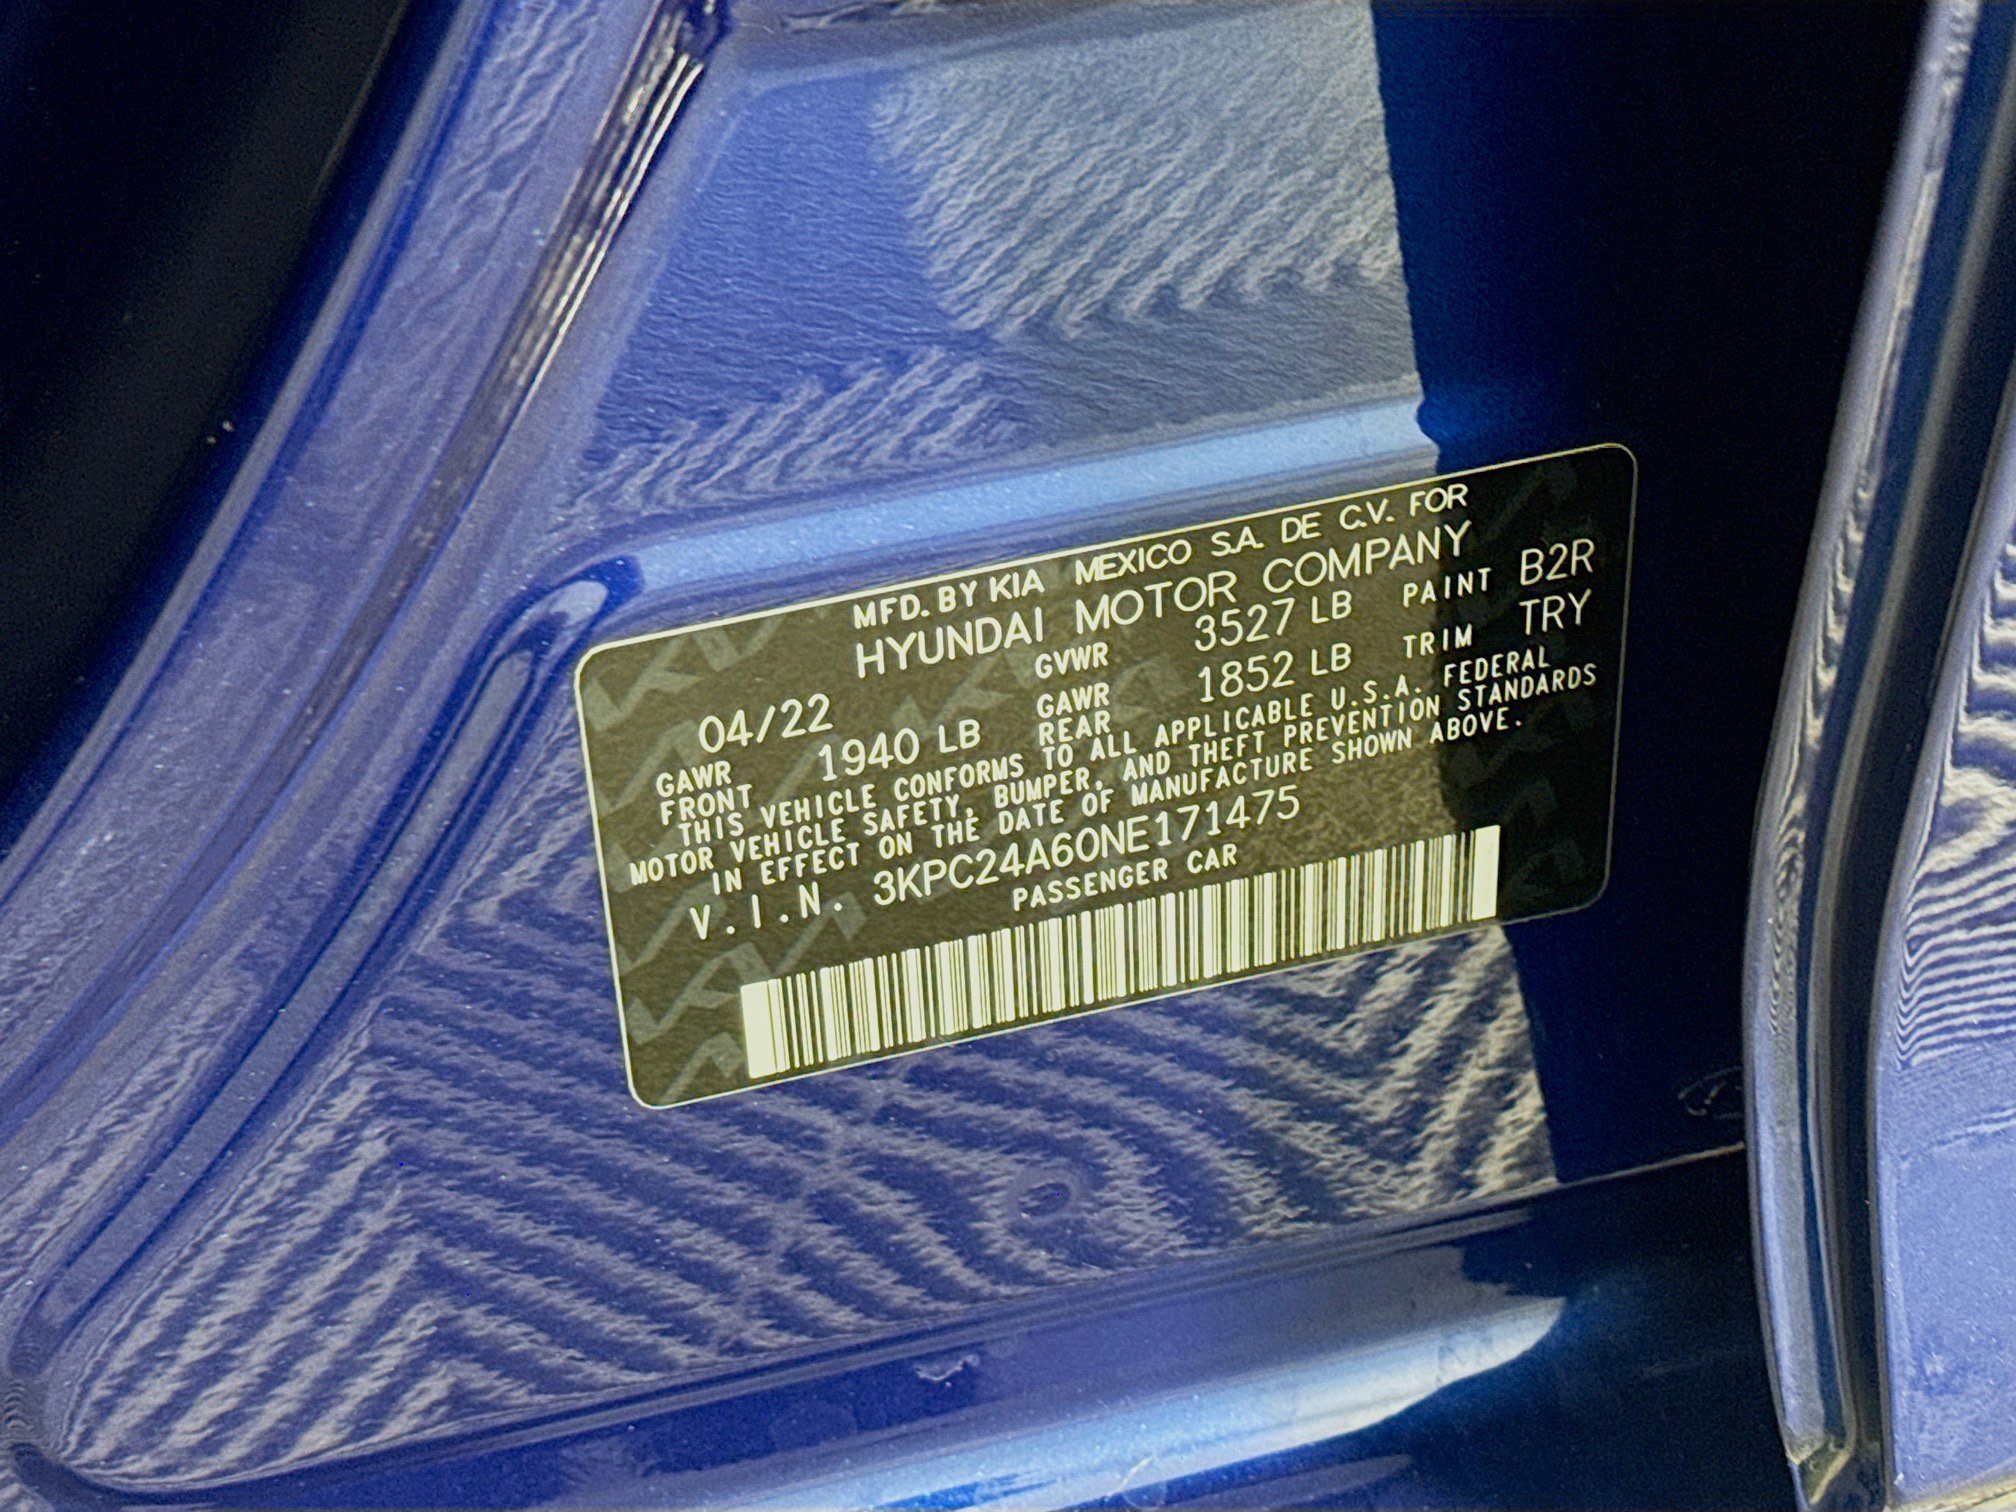 MFD. BY KIA MEXICO S.A. DE C.V. FOR
HYUNDAI MOTOR COMPANY
04/22 GVWR 3527 LB PAINT B2R
GAWR FRONT 1940 LB GAWR REAR 1852 LB TRIM TRY
THIS VEHICLE CONFORMS TO ALL APPLICABLE U.S.A. FEDERAL
MOTOR VEHICLE SAFETY, BUMPER, AND THEFT PREVENTION STANDARDS
IN EFFECT ON THE DATE OF MANUFACTURE SHOWN ABOVE.
V.I.N. 3KPC24A60NE171475
PASSENGER CAR